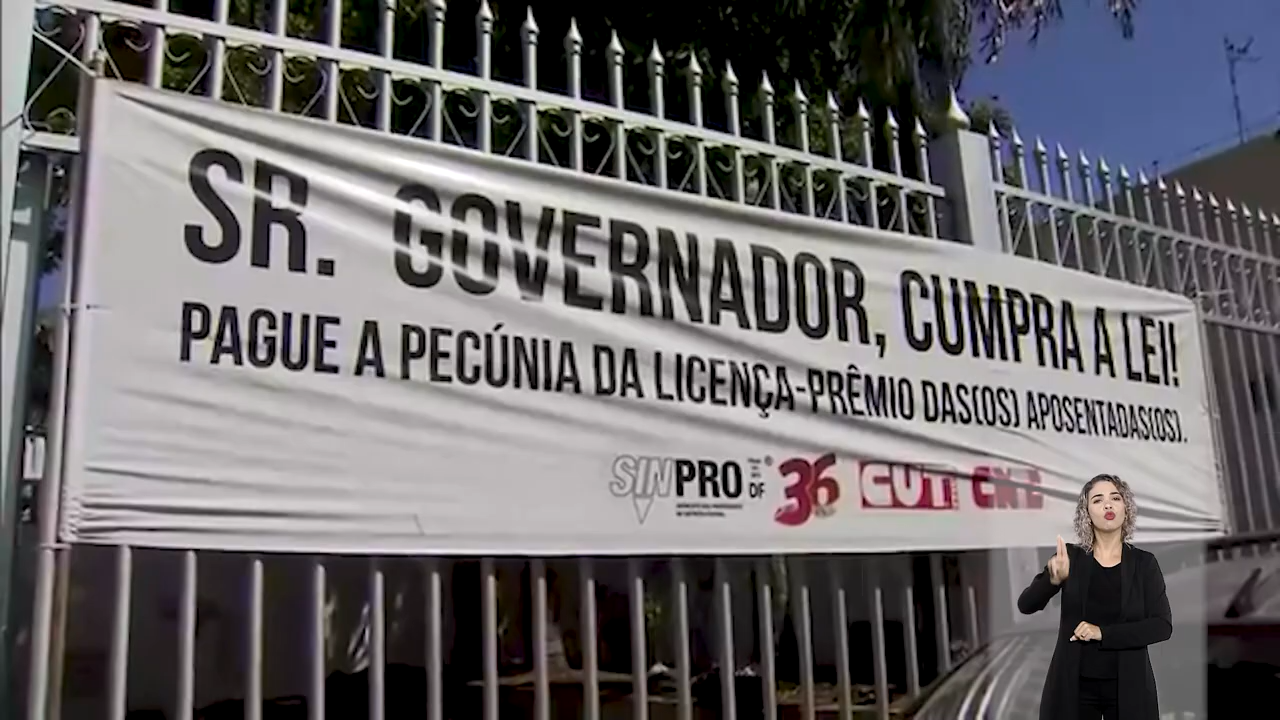 SR. GOVERNADOR, CUMPRA A LEI!
PAGUE A PECÚNIA DA LICENÇA-PRÊMIO DAS(OS) APOSENTADAS(OS).
SINPRO DF 36 CUT CNTE